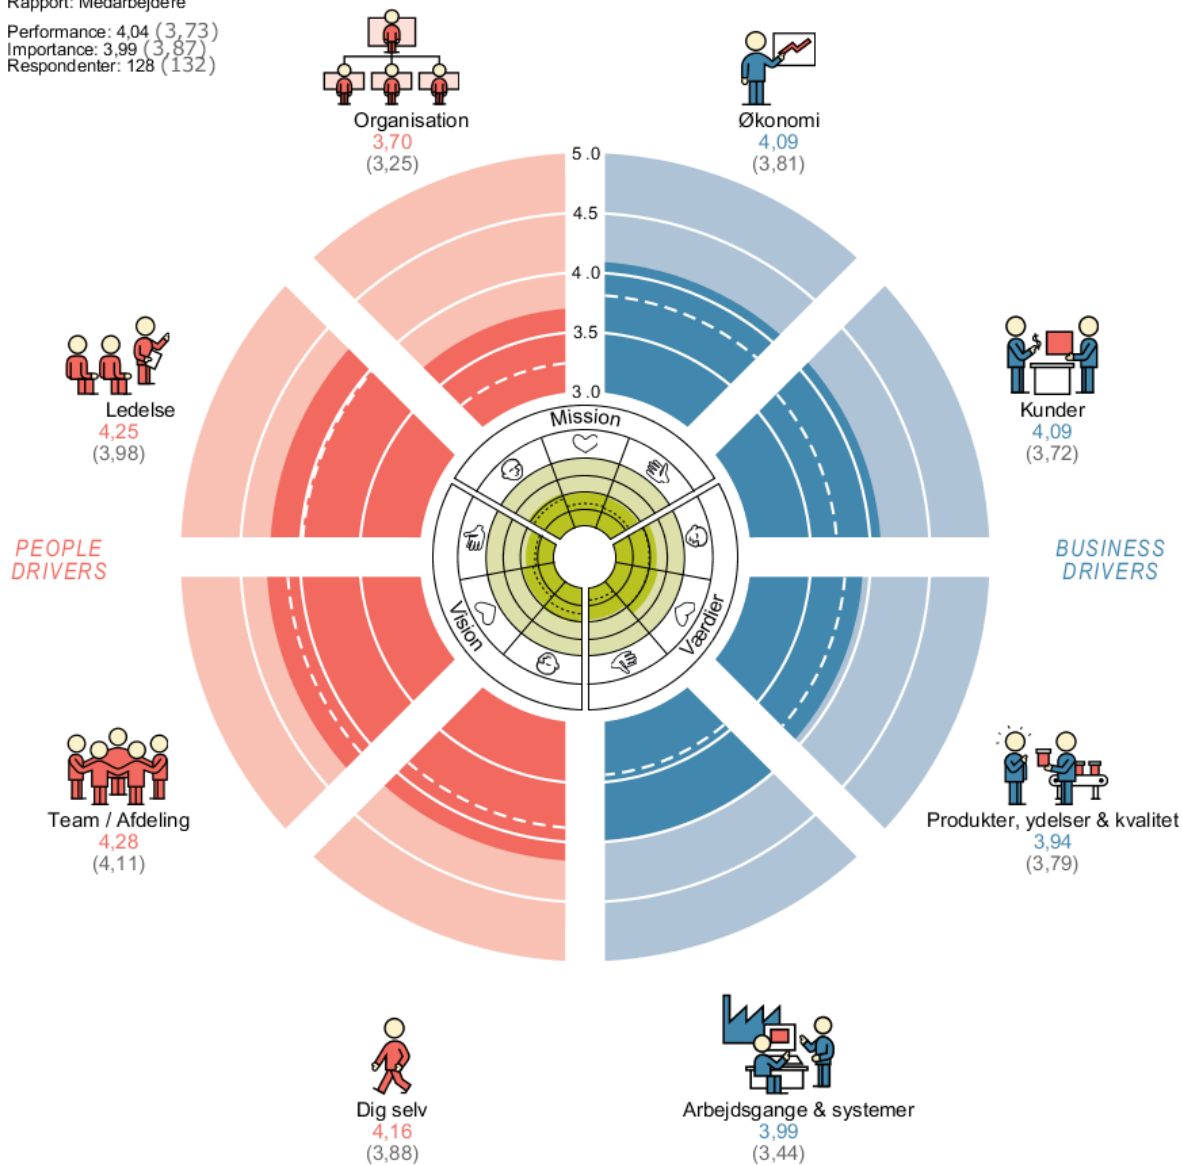 Rapport: Medarbejdere
Performance: 4,04 (3,73)
Importance: 3,99 (3,87)
Respondenter: 128 (132)
Organisation
3,70
(3,25)
Økonomi
4,09
(3,81)
5.0
4.5
4.0
3.5
3.0
Ledelse
4,25
(3,98)
Kunder
4,09
(3,72)
Mission
Vision
Værdier
PEOPLE
DRIVERS
BUSINESS
DRIVERS
Team / Afdeling
4,28
(4,11)
Produkter, ydelser & kvalitet
3,94
(3,79)
Dig selv
4,16
(3,88)
Arbejdsgange & systemer
3,99
(3,44)